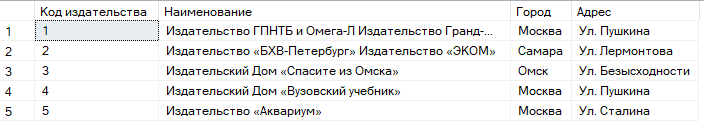 Код издательства Наименование Город Адрес
1 1 Издательство ГПНТБ и Омега-Л Издательство Гранд-... Москва Ул. Пушкина
2 2 Издательство «БХВ-Петербург» Издательство «ЭКОМ» Самара Ул. Лермонтова
3 3 Издательский Дом «Спасите из Омска» Омск Ул. Безысходности
4 4 Издательский Дом «Вузовский учебник» Москва Ул. Пушкина
5 5 Издательство «Аквариум» Москва Ул. Сталина